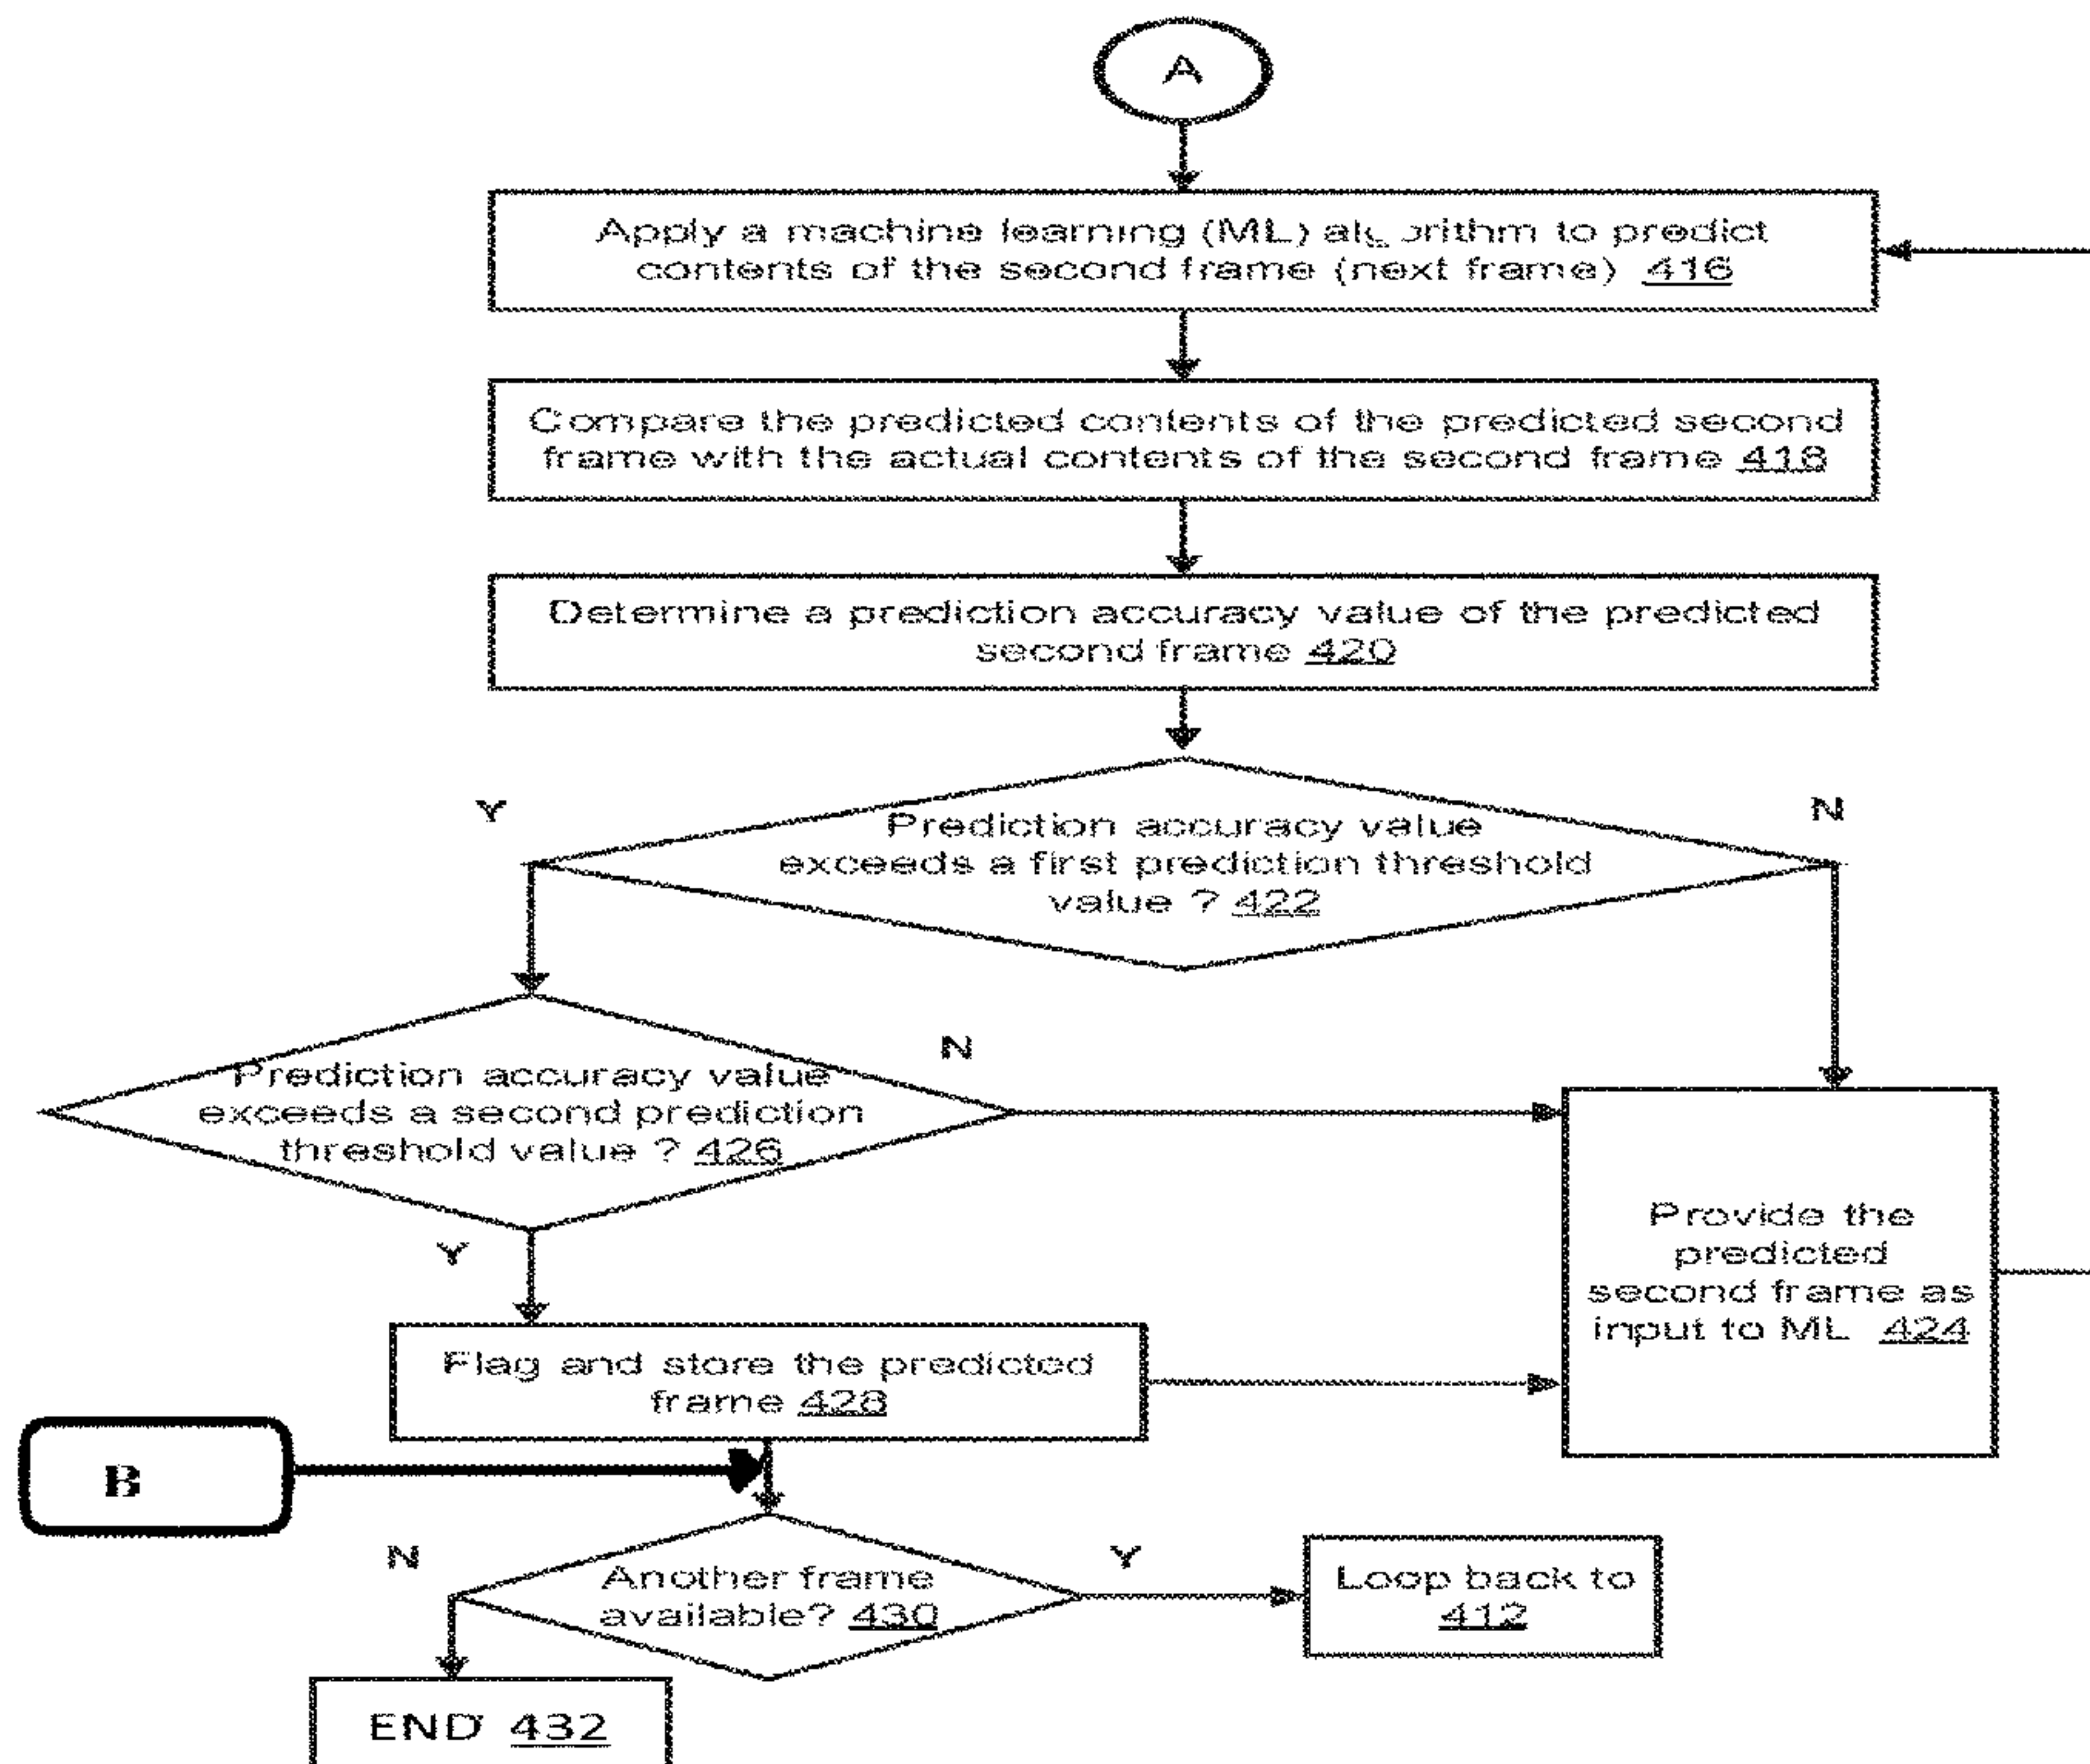 A
Apply a machine learning (ML) algorithm to predict
contents of the second frame (next frame) 416
Compare the predicted contents of the predicted second
frame with the actual contents of the second frame 418
Determine a prediction accuracy value of the predicted
second frame 420
Y
N
Prediction accuracy value
exceeds a first prediction threshold
value ? 422
N
Prediction accuracy value
exceeds a second prediction
threshold value ? 426
Y
Provide the
predicted
second frame as
input to ML 424
Flag and store the predicted
frame 428
B
N
Y
Another frame
available? 430
Loop back to
412
END 432